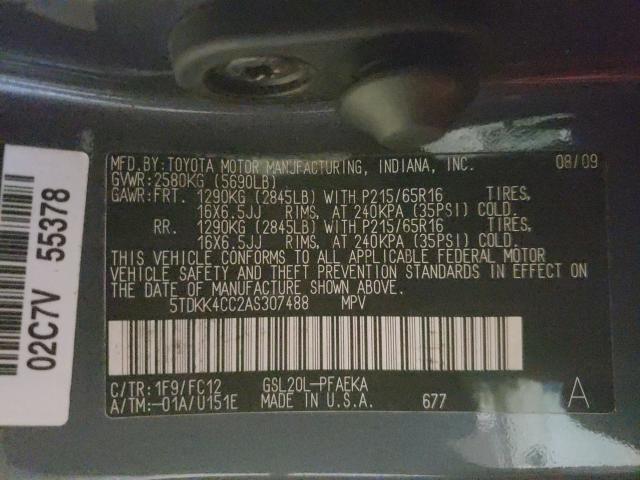 MFD.BY:TOYOTA MOTOR MANUFACTURING, INDIANA, INC. 08/09
GVWR:2580KG (5690LB)
GAWR:FRT. 1290KG (2845LB) WITH P215/65R16 TIRES,
16X6.5JJ RIMS, AT 240KPA (35PSI) COLD.
RR. 1290KG (2845LB) WITH P215/65R16 TIRES,
16X6.5JJ RIMS, AT 240KPA (35PSI) COLD.
THIS VEHICLE CONFORMS TO ALL APPLICABLE FEDERAL MOTOR
VEHICLE SAFETY AND THEFT PREVENTION STANDARDS IN EFFECT ON
THE DATE OF MANUFACTURE SHOWN ABOVE.
5TDKK4CC2AS307488 MPV
C/TR:1F9/FC12 GSL20L-PFAEKA
A/TM:-01A/U151E MADE IN U.S.A. 677 A
02C7V 55378